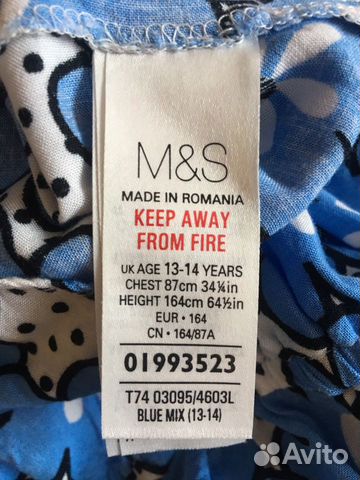 M&S
MADE IN ROMANIA
KEEP AWAY
FROM FIRE
UK AGE 13-14 YEARS
CHEST 87cm 34¼in
HEIGHT 164cm 64½in
EUR • 164
CN • 164/87A
01993523
T74 03095/4603L
BLUE MIX (13-14)
Avito